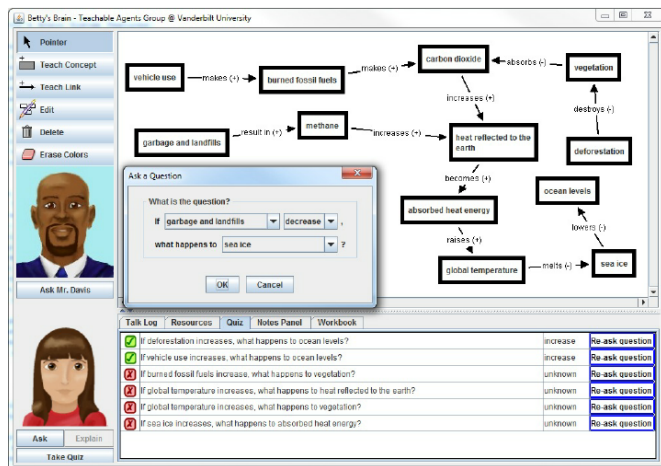 Betty's Brain - Teachable Agents Group @ Vanderbilt University
Pointer
Teach Concept
Teach Link
Edit
Delete
Erase Colors
Ask Mr. Davis
Ask
Explain
Take Quiz
vehicle use
makes (+)
burned fossil fuels
makes (+)
carbon dioxide
absorbs (-)
vegetation
increases (+)
destroys (-)
garbage and landfills
result in (+)
methane
increases (+)
heat reflected to the
earth
deforestation
becomes (+)
absorbed heat energy
ocean levels
raises (+)
lowers (-)
global temperature
melts (-)
sea ice
Ask a Question
What is the question?
If garbage and landfills decrease ,
what happens to sea ice ?
OK Cancel
Talk Log Resources Quiz Notes Panel Workbook
If deforestation increases, what happens to ocean levels? increase Re-ask question
If vehicle use increases, what happens to ocean levels? increase Re-ask question
If burned fossil fuels increase, what happens to vegetation? unknown Re-ask question
If global temperature increases, what happens to heat reflected to the earth? unknown Re-ask question
If global temperature increases, what happens to vegetation? unknown Re-ask question
If sea ice increases, what happens to absorbed heat energy? unknown Re-ask question